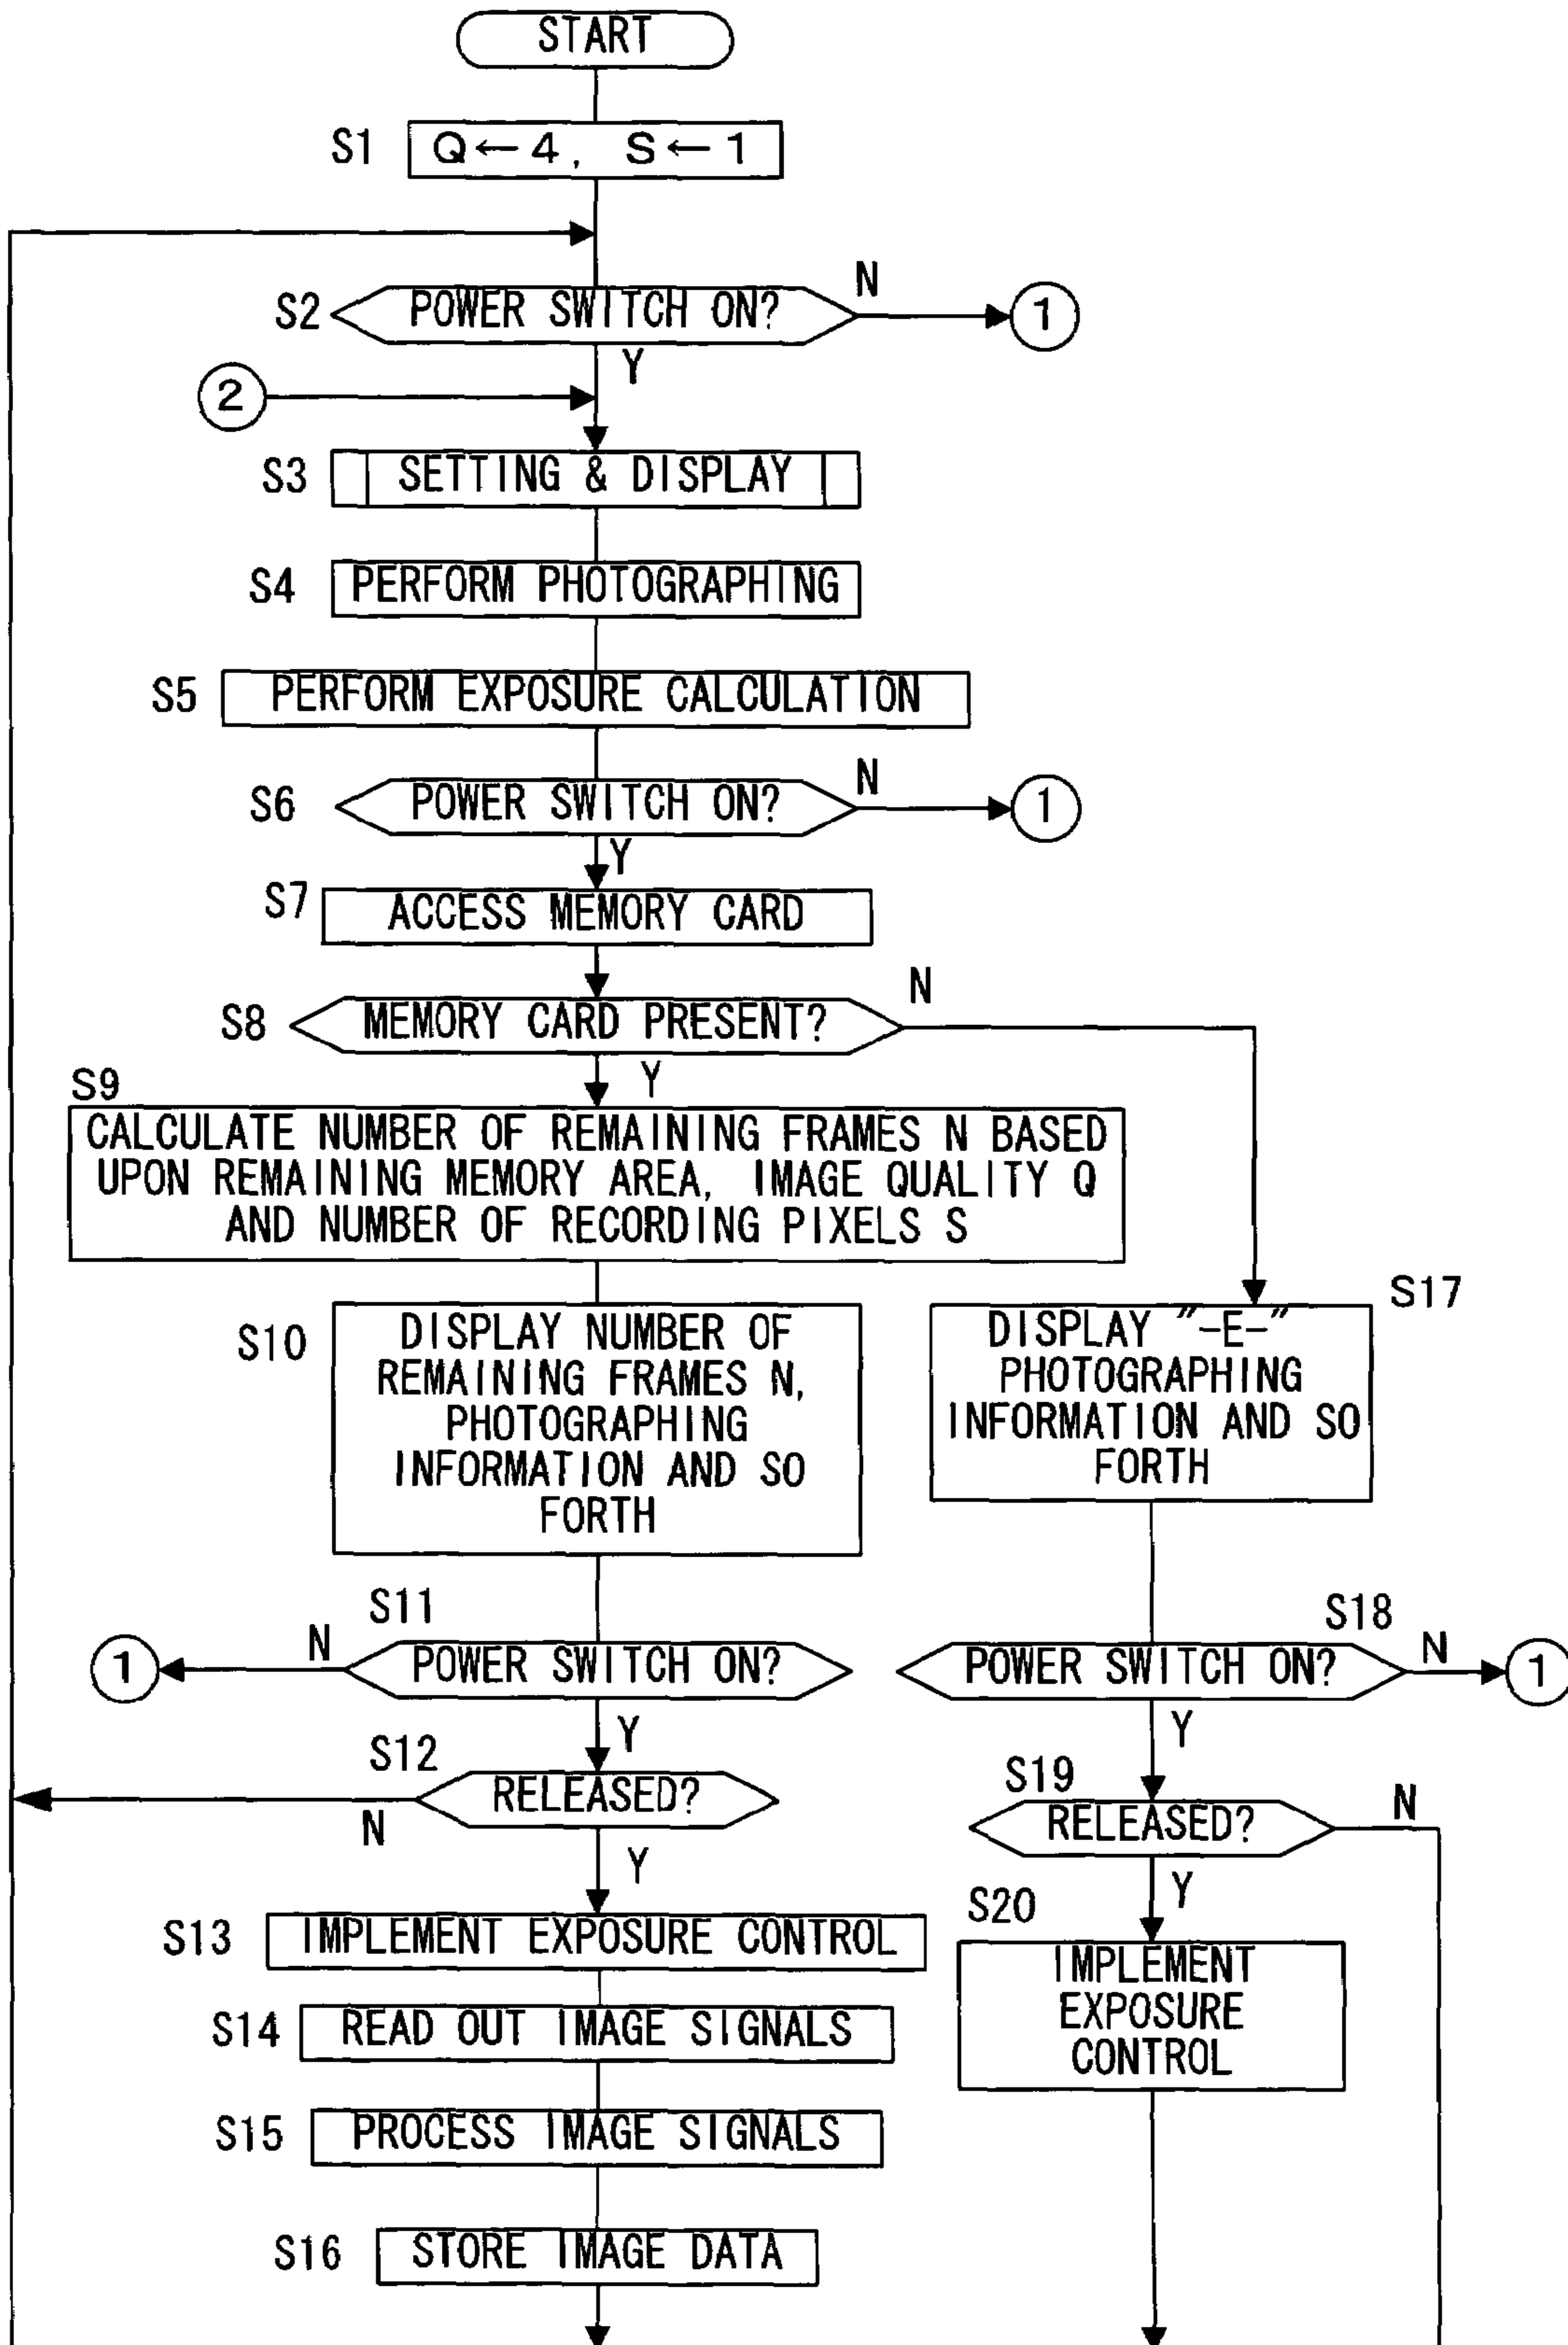 START
S1
Q←4, S←1
S2
POWER SWITCH ON?
N
1
Y
2
S3
SETTING & DISPLAY
S4
PERFORM PHOTOGRAPHING
S5
PERFORM EXPOSURE CALCULATION
S6
POWER SWITCH ON?
N
1
Y
S7
ACCESS MEMORY CARD
S8
MEMORY CARD PRESENT?
N
Y
S9
CALCULATE NUMBER OF REMAINING FRAMES N BASED
UPON REMAINING MEMORY AREA, IMAGE QUALITY Q
AND NUMBER OF RECORDING PIXELS S
S10
DISPLAY NUMBER OF
REMAINING FRAMES N,
PHOTOGRAPHING
INFORMATION AND SO
FORTH
S17
DISPLAY "-E-"
PHOTOGRAPHING
INFORMATION AND SO
FORTH
S11
POWER SWITCH ON?
N
1
Y
S18
POWER SWITCH ON?
N
1
Y
S12
RELEASED?
N
Y
S19
RELEASED?
N
Y
S13
IMPLEMENT EXPOSURE CONTROL
S20
IMPLEMENT
EXPOSURE
CONTROL
S14
READ OUT IMAGE SIGNALS
S15
PROCESS IMAGE SIGNALS
S16
STORE IMAGE DATA